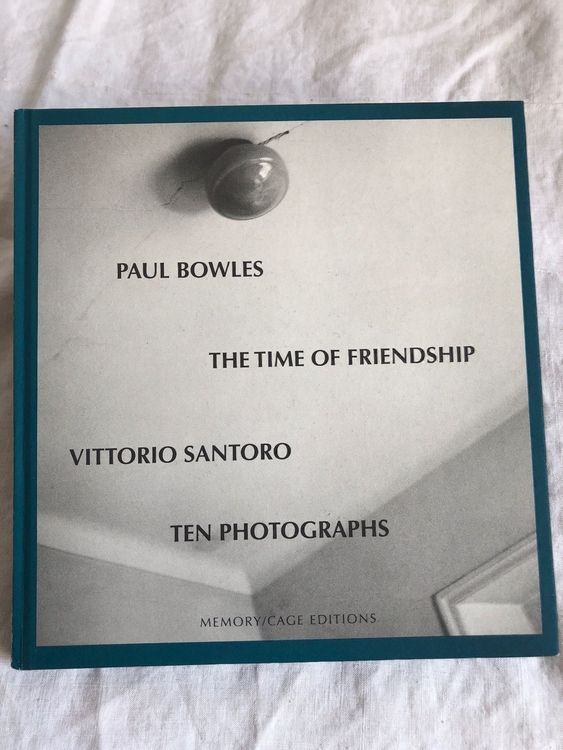 PAUL BOWLES
THE TIME OF FRIENDSHIP
VITTORIO SANTORO
TEN PHOTOGRAPHS
MEMORY/CAGE EDITIONS